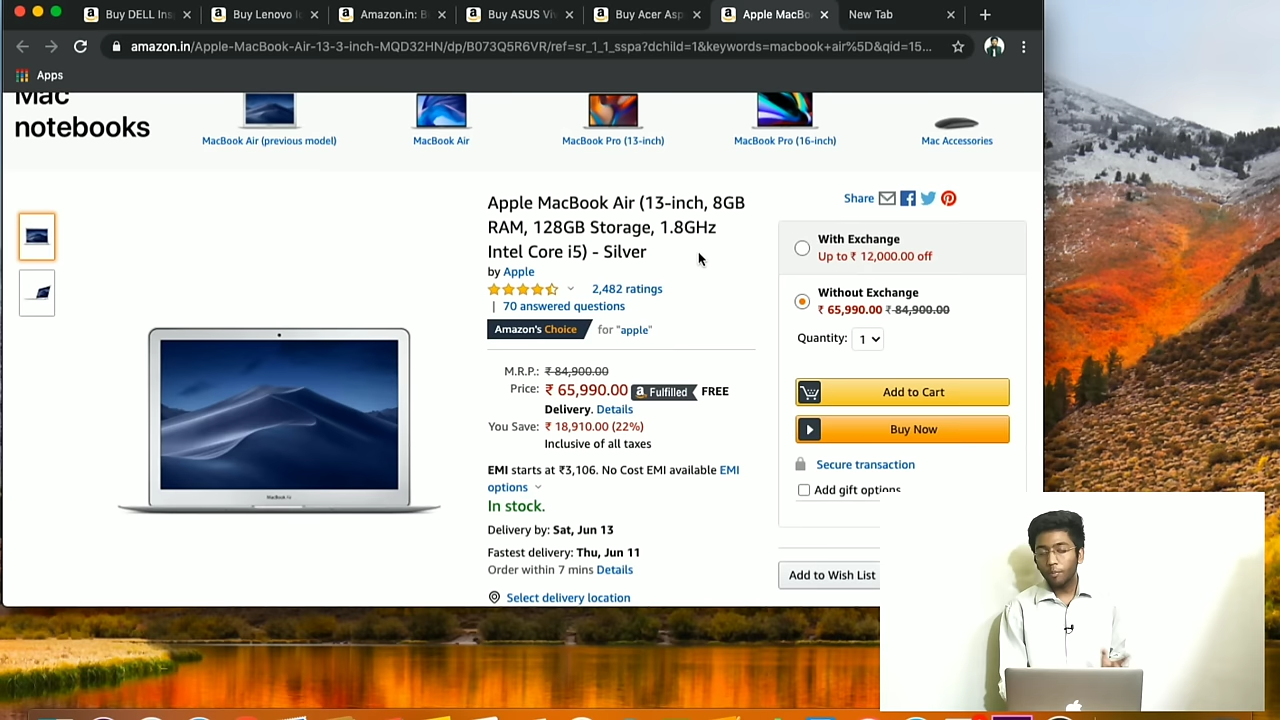 Buy DELL Ins
Buy Lenovo Id
Amazon.in: Bu
Buy ASUS Viv
Buy Acer Asp
Apple MacBo
New Tab
amazon.in/Apple-MacBook-Air-13-3-inch-MQD32HN/dp/B073Q5R6VR/ref=sr_1_1_sspa?dchild=1&keywords=macbook+air%5D&qid=15...
Apps
Mac
notebooks
MacBook Air (previous model)
MacBook Air
MacBook Pro (13-inch)
MacBook Pro (16-inch)
Mac Accessories
Apple MacBook Air (13-inch, 8GB
RAM, 128GB Storage, 1.8GHz
Intel Core i5) - Silver
by Apple
2,482 ratings
| 70 answered questions
Amazon's Choice for "apple"
M.R.P.: ₹ 84,900.00
Price: ₹ 65,990.00 a Fulfilled FREE
Delivery. Details
You Save: ₹ 18,910.00 (22%)
Inclusive of all taxes
EMI starts at ₹3,106. No Cost EMI available EMI
options
In stock.
Delivery by: Sat, Jun 13
Fastest delivery: Thu, Jun 11
Order within 7 mins Details
Select delivery location
Share
With Exchange
Up to ₹ 12,000.00 off
Without Exchange
₹ 65,990.00 ₹ 84,900.00
Quantity: 1
Add to Cart
Buy Now
Secure transaction
Add gift options
Add to Wish List
MacBook Air